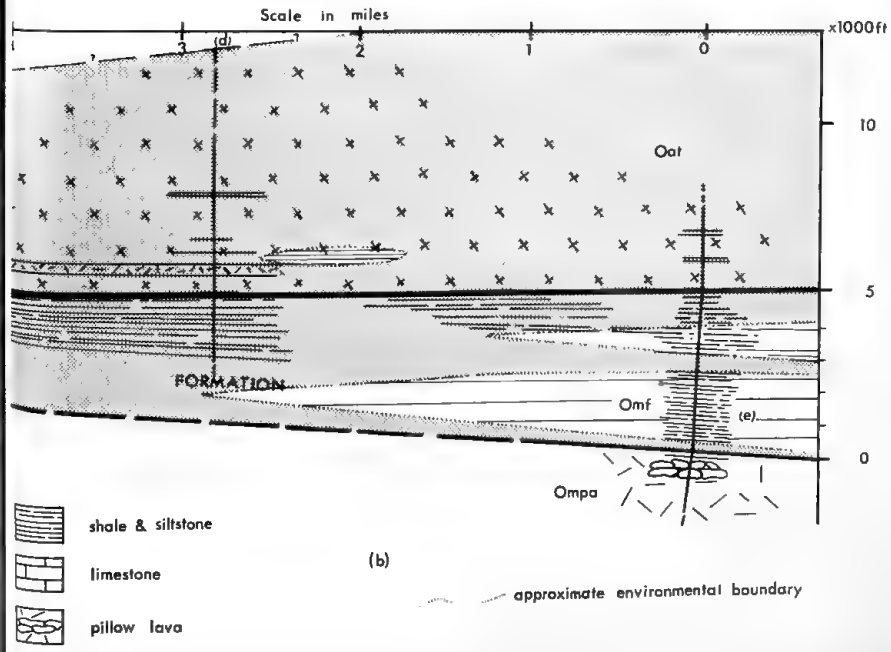 Scale in miles
3 2 1 0 x1000ft
? (d) ?
10
Oat
5
FORMATION
Omf (e)
0
Ompa
shale & siltstone
(b)
limestone
approximate environmental boundary
pillow lava